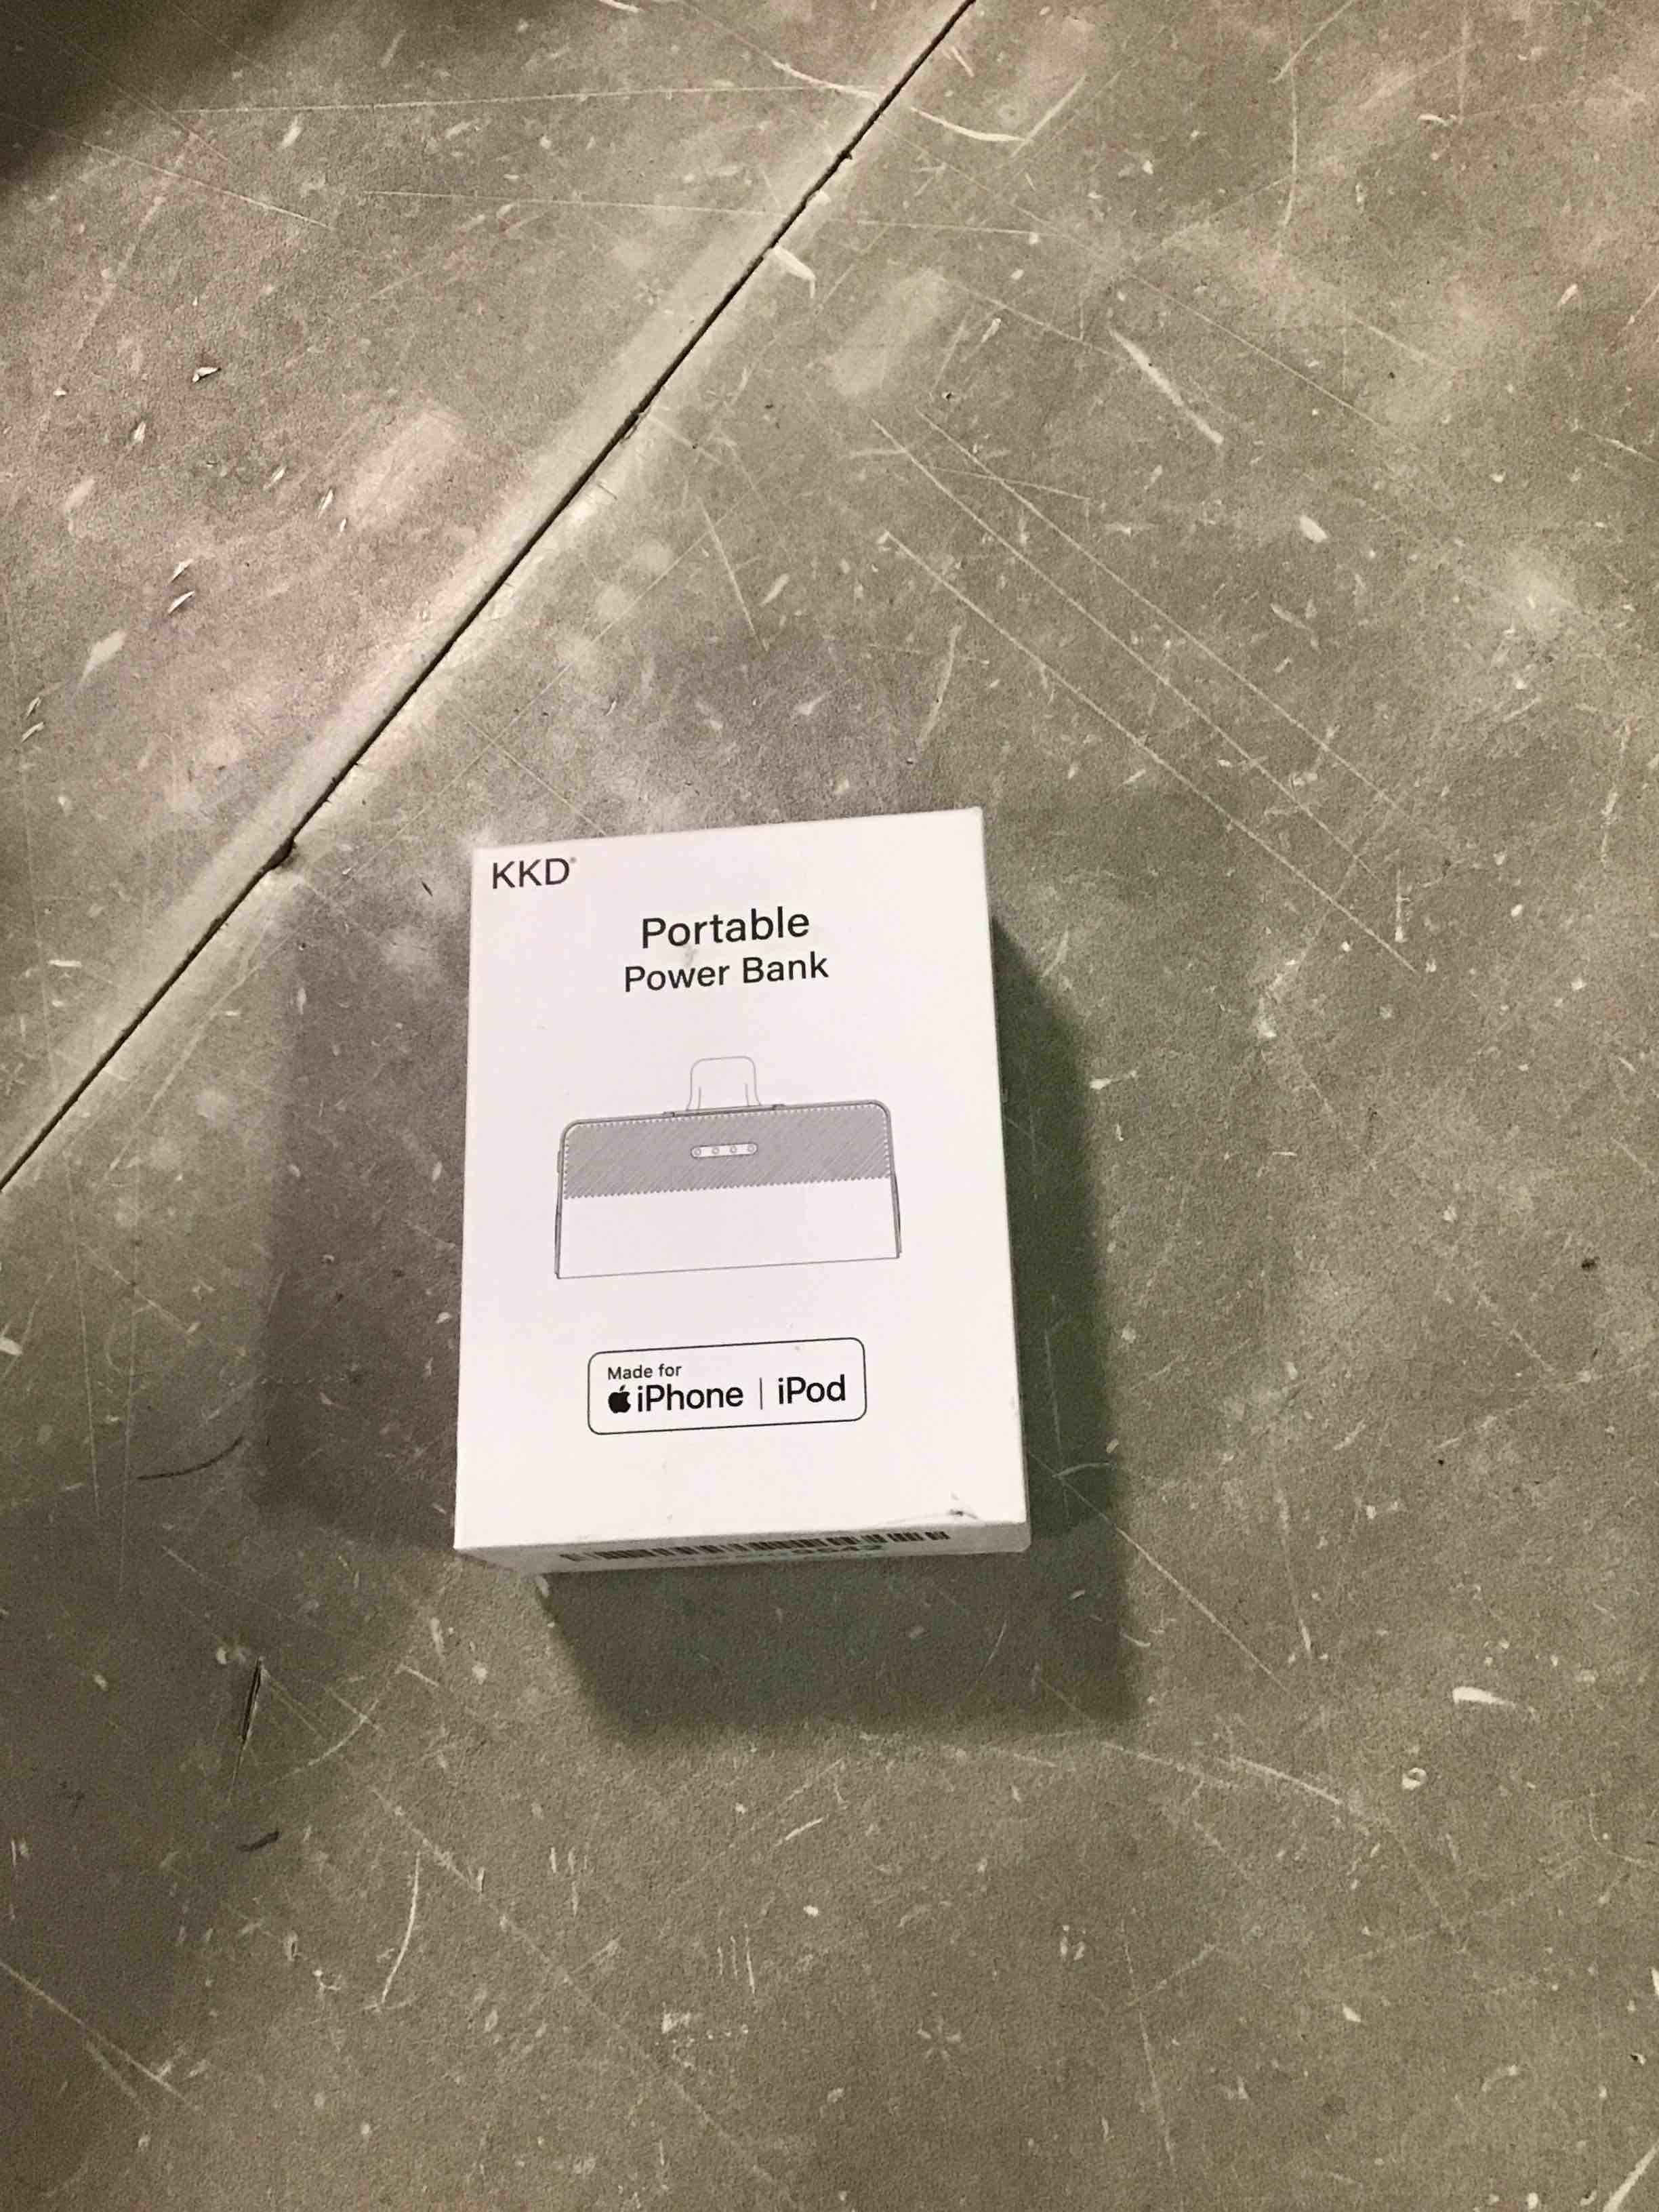 KKD®
Portable
Power Bank
Made for
iPhone | iPod